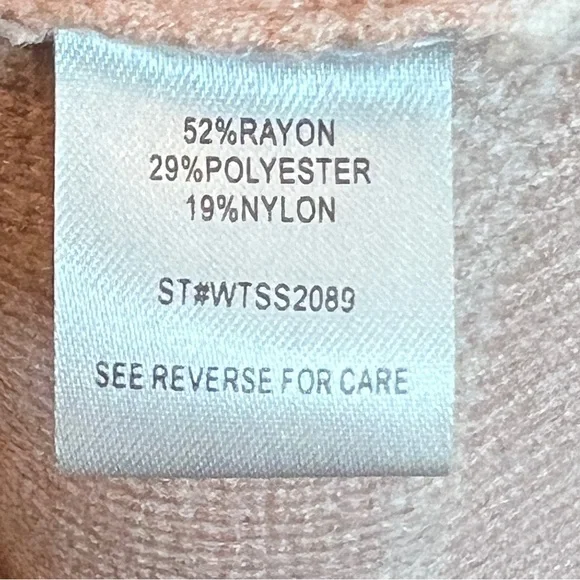 52%RAYON
29%POLYESTER
19%NYLON
ST#WTSS2089
SEE REVERSE FOR CARE